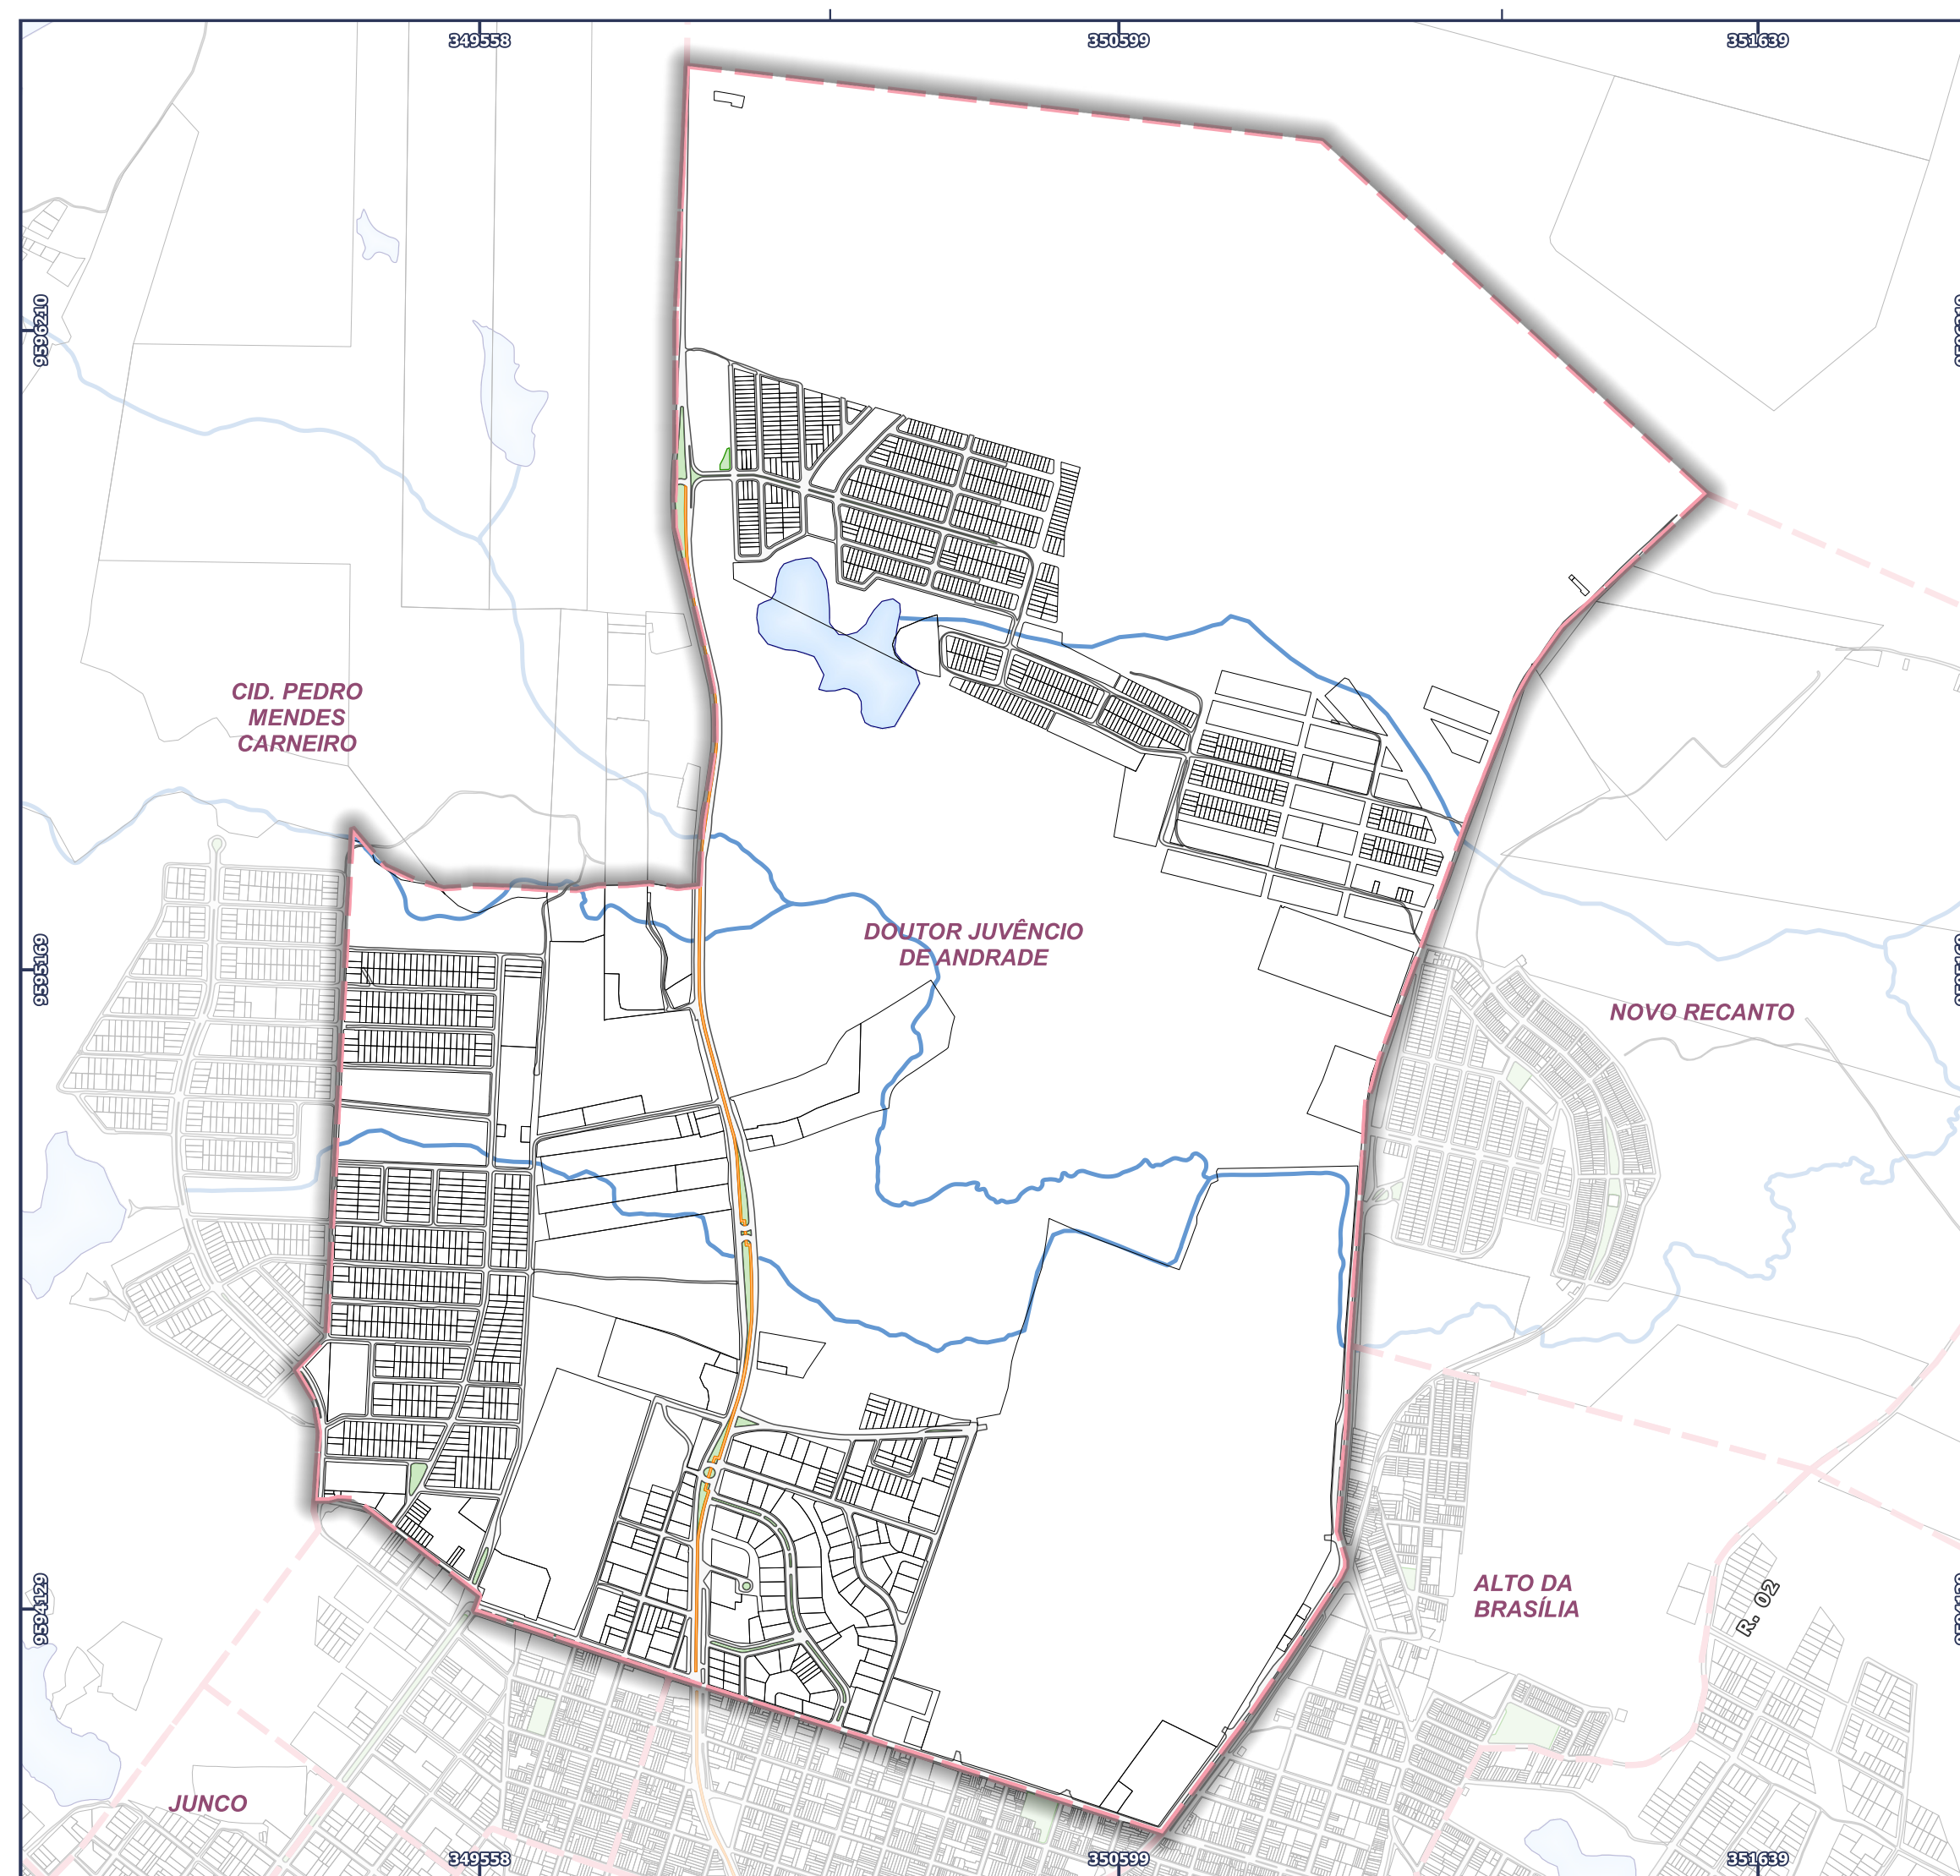 349558
350599
351639
9596210
CID. PEDRO
MENDES
CARNEIRO
DOUTOR JUVÊNCIO
DE ANDRADE
9595169
NOVO RECANTO
ALTO DA
BRASÍLIA
R. 02
9594129
JUNCO
349558
350599
351639